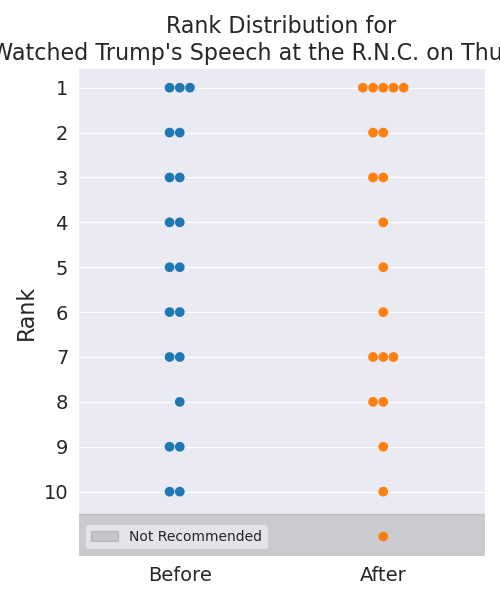 Rank Distribution for
Watched Trump's Speech at the R.N.C. on Thu
1
2
3
4
5
6
7
8
9
10
Rank
Not Recommended
Before After